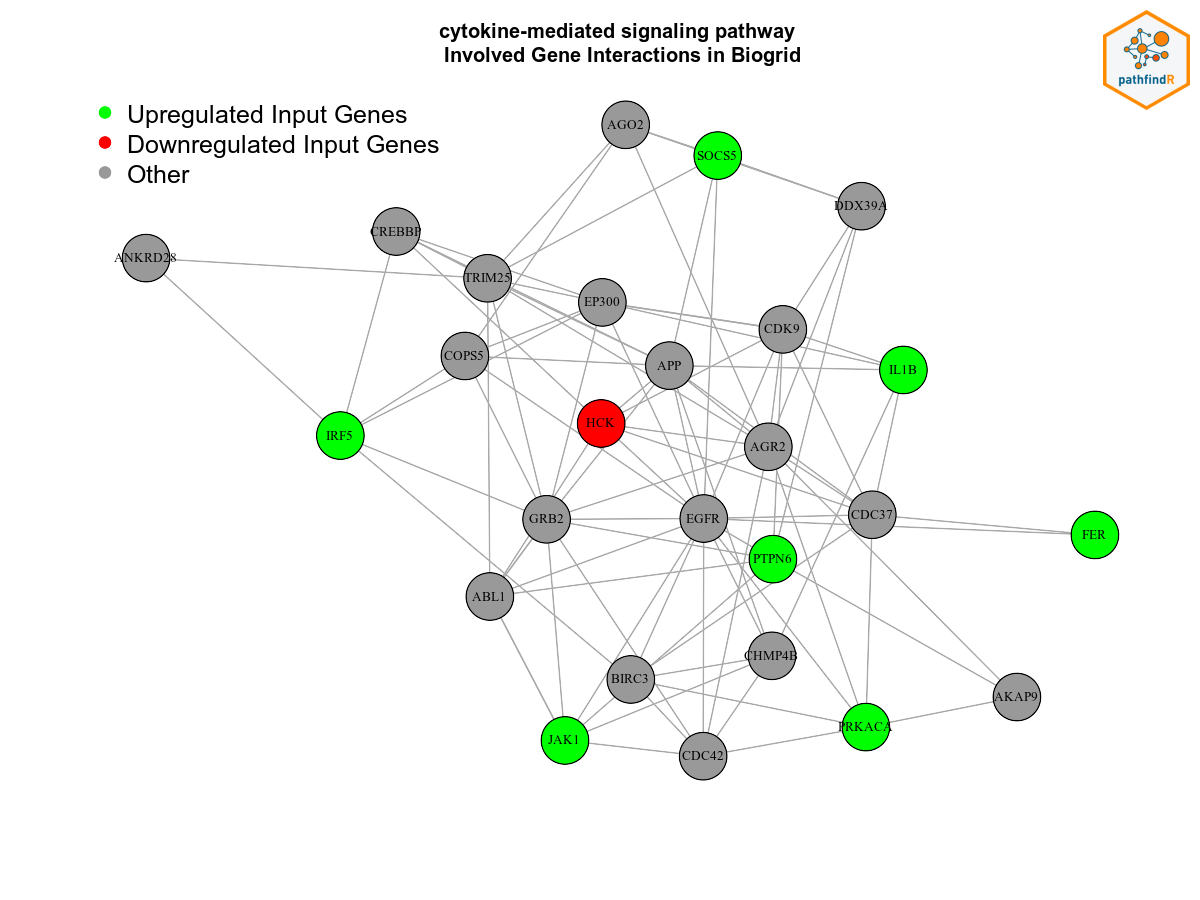 cytokine-mediated signaling pathway
Involved Gene Interactions in Biogrid
pathfindR
Upregulated Input Genes
Downregulated Input Genes
Other
AGO2
SOCS5
DDX39A
CREBBP
ANKRD28
TRIM25
EP300
CDK9
COPS5
APP
IL1B
HCK
IRF5
AGR2
GRB2
EGFR
CDC37
FER
PTPN6
ABL1
CHMP4B
BIRC3
AKAP9
PRKACA
JAK1
CDC42